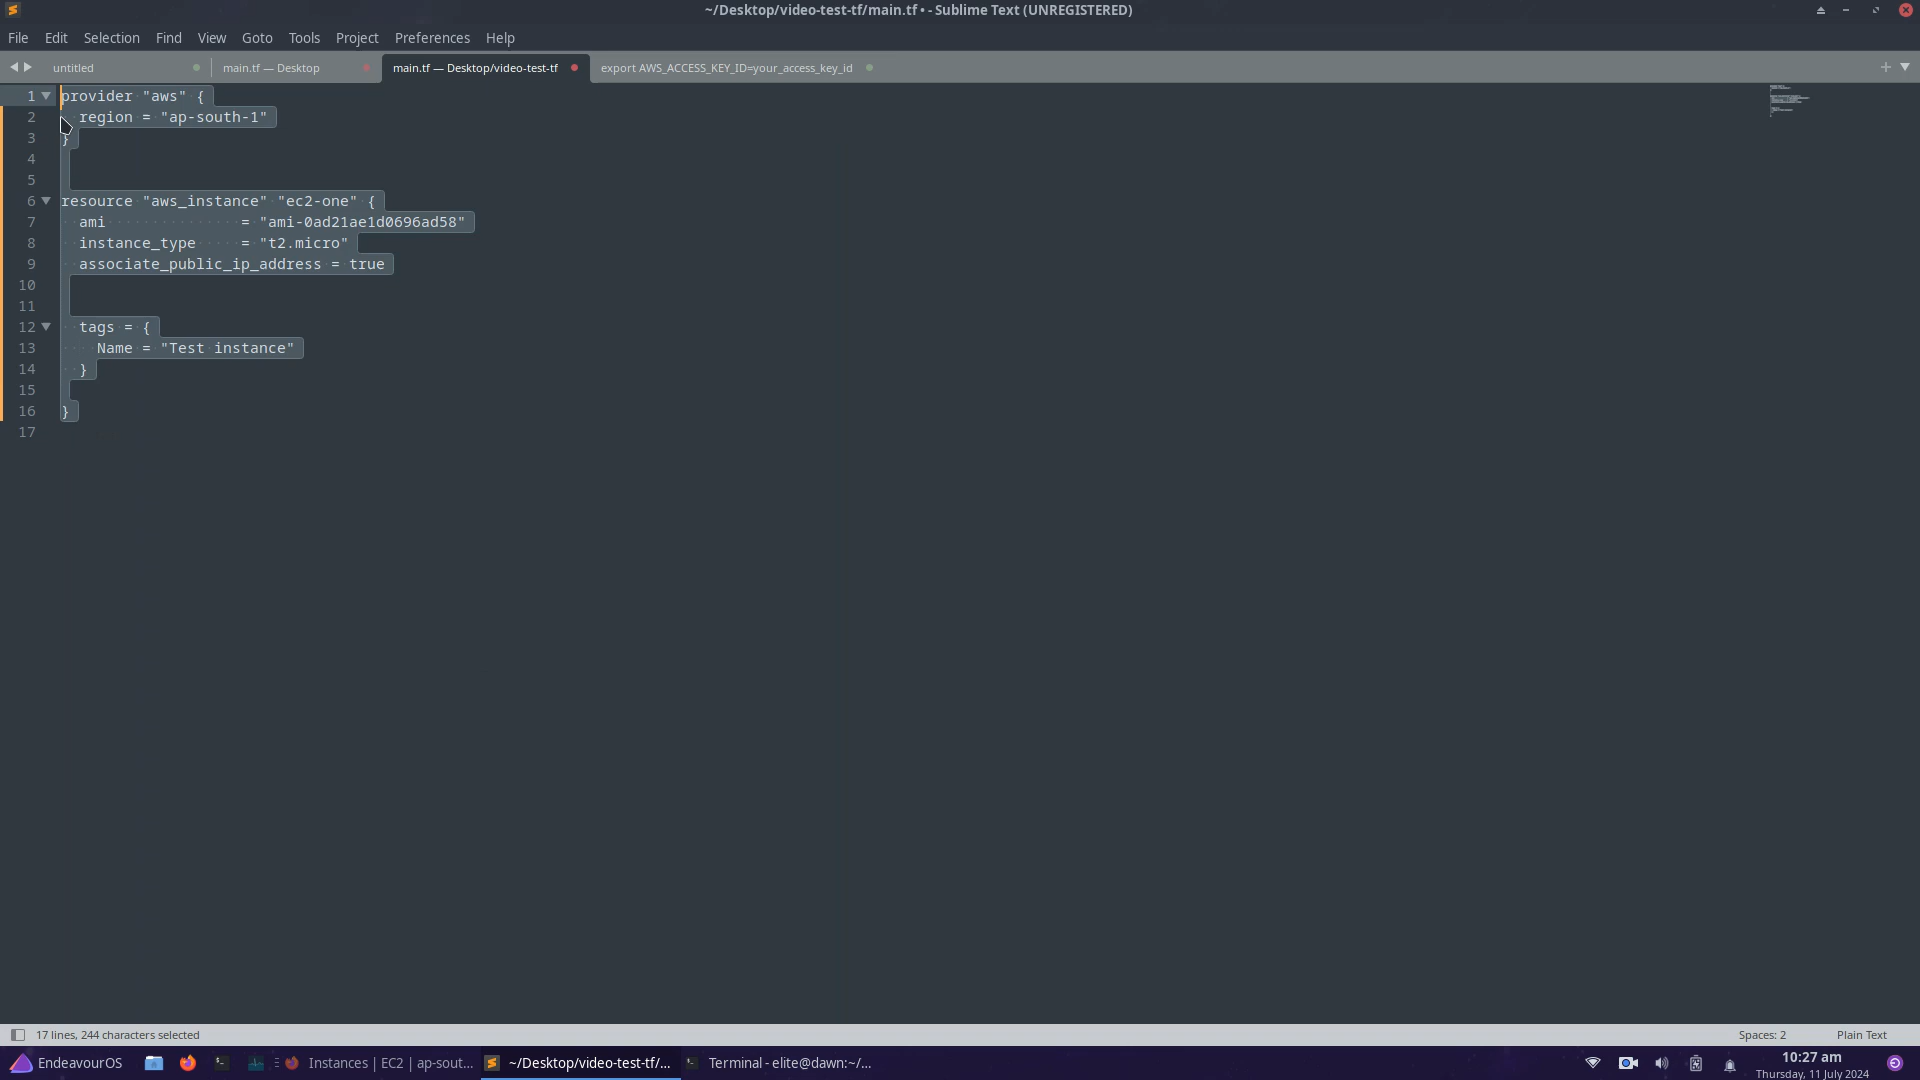 ~/Desktop/video-test-tf/main.tf • - Sublime Text (UNREGISTERED)
File Edit Selection Find View Goto Tools Project Preferences Help
untitled main.tf — Desktop main.tf — Desktop/video-test-tf export AWS_ACCESS_KEY_ID=your_access_key_id
1 provider "aws" {
2 region = "ap-south-1"
3 }
4
5
6 resource "aws_instance" "ec2-one" {
7 ami = "ami-0ad21ae1d0696ad58"
8 instance_type = "t2.micro"
9 associate_public_ip_address = true
10
11
12 tags = {
13 Name = "Test instance"
14 }
15
16 }
17
17 lines, 244 characters selected Spaces: 2 Plain Text
EndeavourOS Instances | EC2 | ap-sout... ~/Desktop/video-test-tf/... Terminal - elite@dawn:~/... 10:27 am
Thursday, 11 July 2024